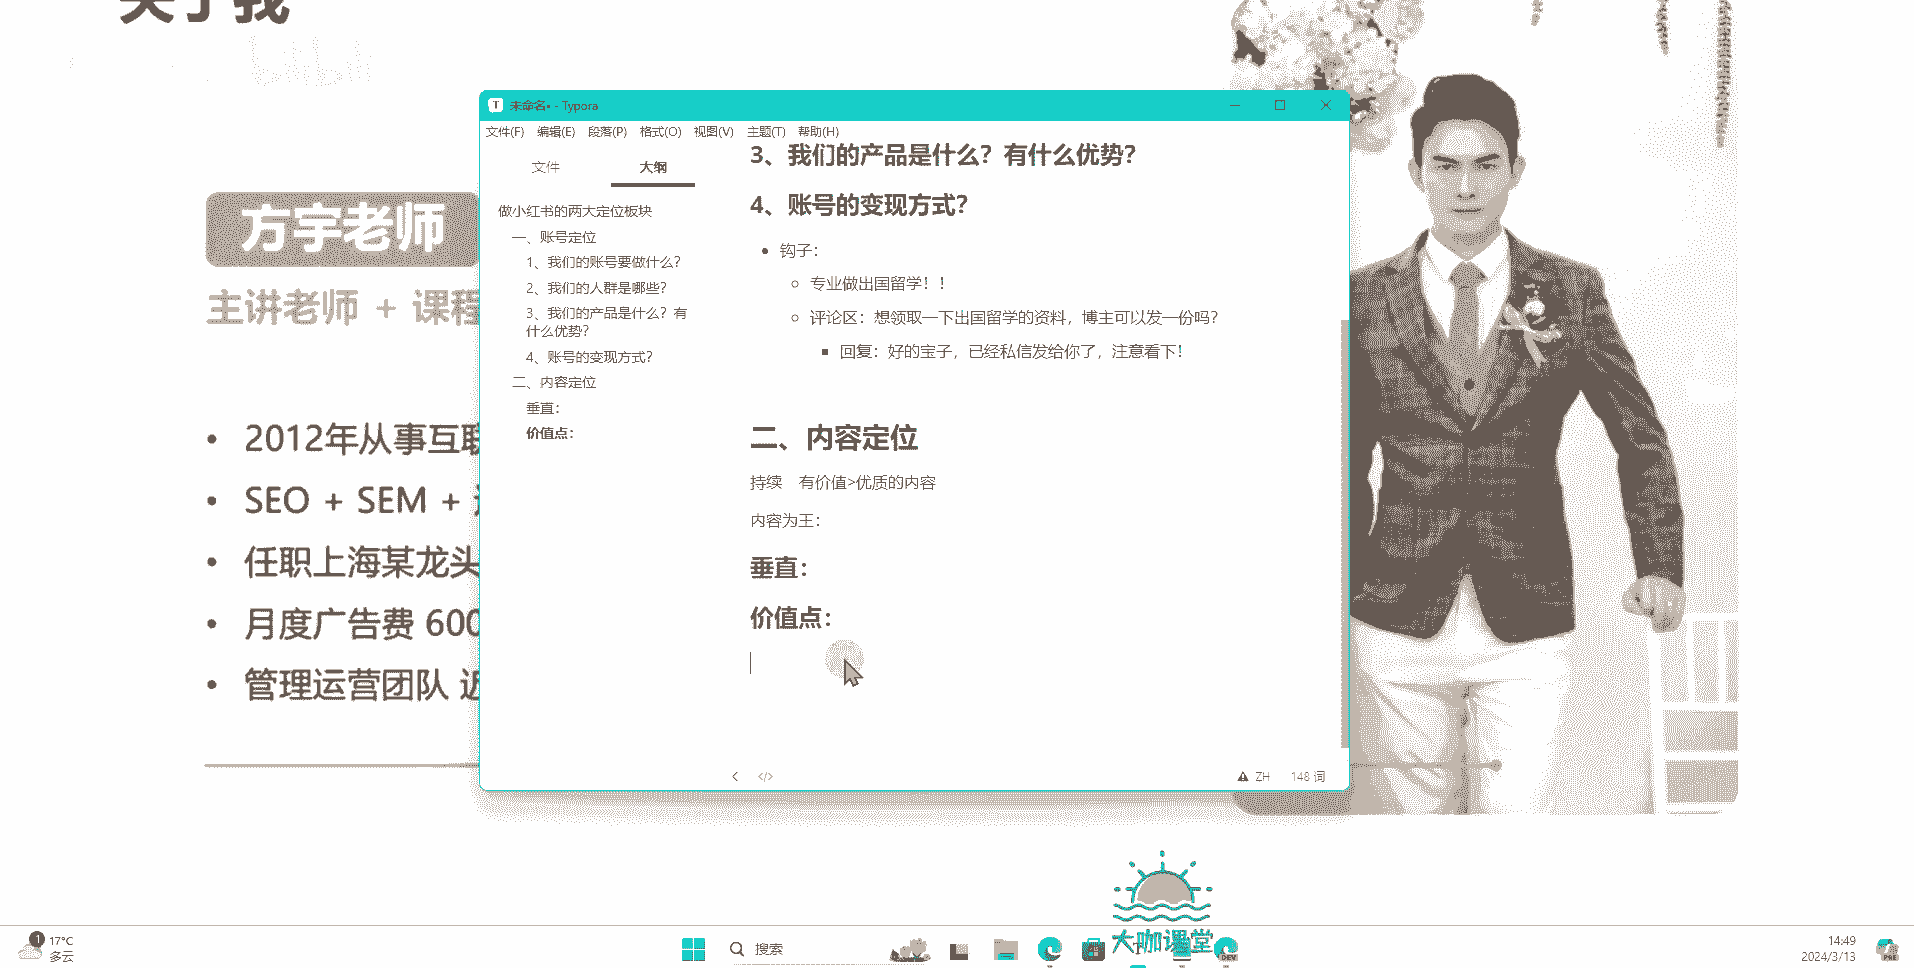 关于我
bilibili
未命名• - Typora
文件(F) 编辑(E) 段落(P) 格式(O) 视图(V) 主题(T) 帮助(H)
文件 大纲
做小红书的两大定位板块
一、账号定位
1、我们的账号要做什么？
2、我们的人群是哪些？
3、我们的产品是什么？有
什么优势？
4、账号的变现方式？
二、内容定位
垂直：
价值点：
3、我们的产品是什么？有什么优势？
4、账号的变现方式？
钩子：
专业做出国留学！！
评论区：想领取一下出国留学的资料，博主可以发一份吗？
回复：好的宝子，已经私信发给你了，注意看下！
二、内容定位
持续 有价值>优质的内容
内容为王：
垂直：
价值点：
ZH 148 词
方宇老师
主讲老师 + 课程
2012年从事互联
SEO + SEM +
任职上海某龙头
月度广告费 600
管理运营团队 近
大咖课堂
1 17°C
多云
搜索
DEV
14:49
2024/3/13
PRE